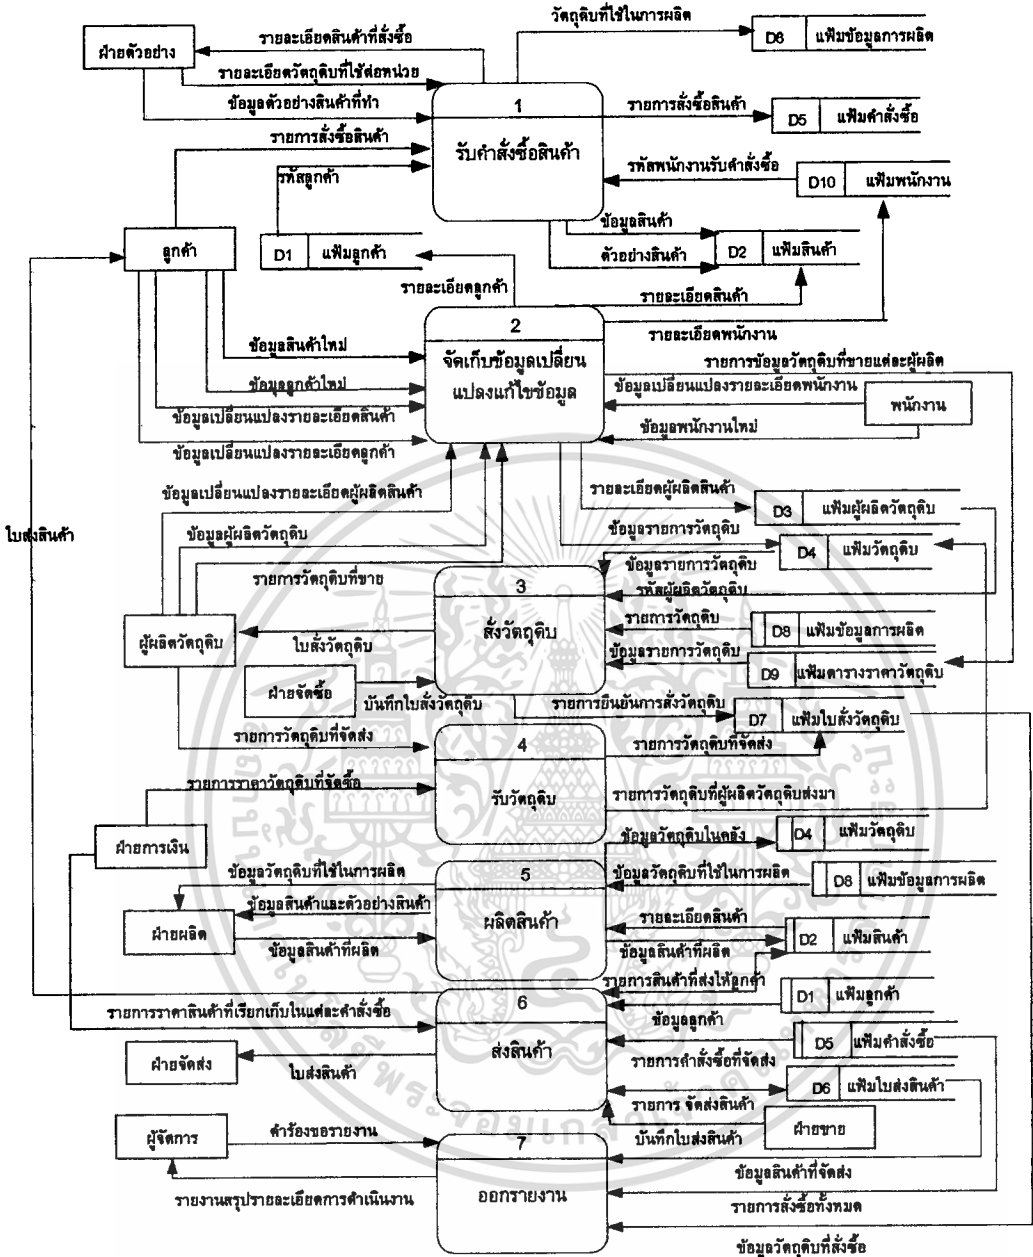 วัตถุดิบที่ใช้ในการผลิต
ฝ่ายตัวอย่าง
รายละเอียดสินค้าที่สั่งซื้อ
D8 แฟ้มข้อมูลการผลิต
รายละเอียดวัตถุดิบที่ใช้ต่อหน่วย
ข้อมูลตัวอย่างสินค้าที่ทำ
1
รับคำสั่งซื้อสินค้า
รายการสั่งซื้อสินค้า
D5 แฟ้มคำสั่งซื้อ
รายการสั่งซื้อสินค้า
รหัสลูกค้า
รหัสพนักงานรับคำสั่งซื้อ
D10 แฟ้มพนักงาน
ลูกค้า
D1 แฟ้มลูกค้า
ข้อมูลสินค้า
ตัวอย่างสินค้า
D2 แฟ้มสินค้า
รายละเอียดลูกค้า
รายละเอียดสินค้า
2
จัดเก็บข้อมูลเปลี่ยน
แปลงแก้ไขข้อมูล
รายละเอียดพนักงาน
ข้อมูลสินค้าใหม่
รายการข้อมูลวัตถุดิบที่ขายแต่ละผู้ผลิต
ข้อมูลลูกค้าใหม่
ข้อมูลเปลี่ยนแปลงรายละเอียดพนักงาน
พนักงาน
ข้อมูลเปลี่ยนแปลงรายละเอียดสินค้า
ข้อมูลพนักงานใหม่
ข้อมูลเปลี่ยนแปลงรายละเอียดลูกค้า
ข้อมูลเปลี่ยนแปลงรายละเอียดผู้ผลิตสินค้า
รายละเอียดผู้ผลิตสินค้า
D3 แฟ้มผู้ผลิตวัตถุดิบ
ใบส่งสินค้า
ข้อมูลผู้ผลิตวัตถุดิบ
ข้อมูลรายการวัตถุดิบ
D4 แฟ้มวัตถุดิบ
รายการวัตถุดิบที่ขาย
ข้อมูลรายการวัตถุดิบ
3
สั่งวัตถุดิบ
รหัสผู้ผลิตวัตถุดิบ
รายการวัตถุดิบ
D8 แฟ้มข้อมูลการผลิต
ผู้ผลิตวัตถุดิบ
ใบสั่งวัตถุดิบ
ข้อมูลรายการวัตถุดิบ
D9 แฟ้มตารางราคาวัตถุดิบ
ฝ่ายจัดซื้อ
บันทึกใบสั่งวัตถุดิบ
รายการยืนยันการสั่งวัตถุดิบ
D7 แฟ้มใบสั่งวัตถุดิบ
รายการวัตถุดิบที่จัดส่ง
4
รับวัตถุดิบ
รายการวัตถุดิบที่จัดส่ง
รายการราคาวัตถุดิบที่จัดซื้อ
รายการวัตถุดิบที่ผู้ผลิตวัตถุดิบส่งมา
ฝ่ายการเงิน
ข้อมูลวัตถุดิบในคลัง
D4 แฟ้มวัตถุดิบ
ข้อมูลวัตถุดิบที่ใช้ในการผลิต
5
ผลิตสินค้า
ข้อมูลวัตถุดิบที่ใช้ในการผลิต
D8 แฟ้มข้อมูลการผลิต
ข้อมูลสินค้าและตัวอย่างสินค้า
ฝ่ายผลิต
รายละเอียดสินค้า
D2 แฟ้มสินค้า
ข้อมูลสินค้าที่ผลิต
ข้อมูลสินค้าที่ผลิต
รายการสินค้าที่ส่งให้ลูกค้า
6
ส่งสินค้า
D1 แฟ้มลูกค้า
รายการราคาสินค้าที่เรียกเก็บในแต่ละคำสั่งซื้อ
ข้อมูลลูกค้า
D5 แฟ้มคำสั่งซื้อ
ฝ่ายจัดส่ง
ใบส่งสินค้า
รายการคำสั่งซื้อที่จัดส่ง
D6 แฟ้มใบส่งสินค้า
รายการ จัดส่งสินค้า
ฝ่ายขาย
บันทึกใบส่งสินค้า
ผู้จัดการ
คำร้องขอรายงาน
7
ออกรายงาน
ข้อมูลสินค้าที่จัดส่ง
รายงานสรุปรายละเอียดการดำเนินงาน
รายการสั่งซื้อทั้งหมด
ข้อมูลวัตถุดิบที่สั่งซื้อ